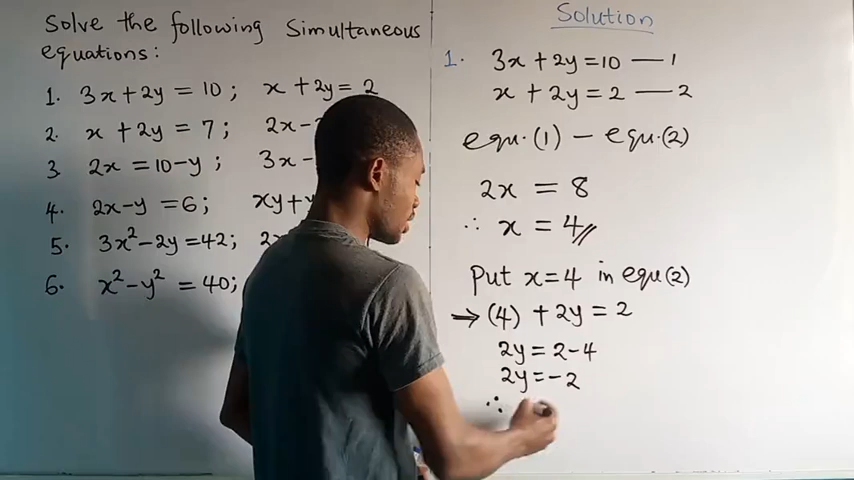 Solve the following Simultaneous
equations:
1. 3x + 2y = 10 ; x + 2y = 2
2. x + 2y = 7 ; 2x -
3 2x = 10 - y ; 3x -
4. 2x - y = 6 ; xy +
5. 3x² - 2y = 42 ;
6. x² - y² = 40 ;
Solution
1. 3x + 2y = 10 — 1
x + 2y = 2 — 2
equ.(1) - equ.(2)
2x = 8
∴ x = 4 //
Put x = 4 in equ(2)
→ (4) + 2y = 2
2y = 2 - 4
2y = - 2
∴